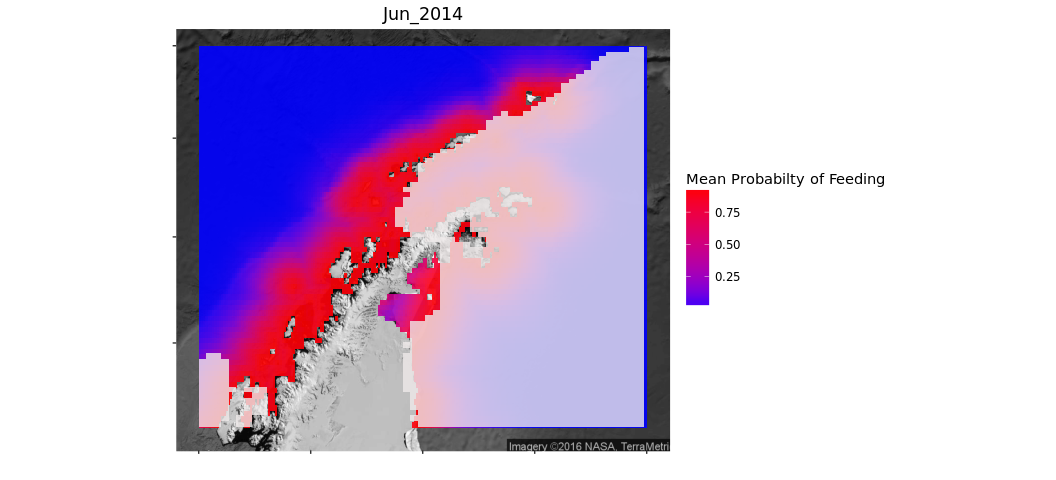 Jun_2014
Mean Probabilty of Feeding
0.75
0.50
0.25
Imagery ©2016 NASA, TerraMetri